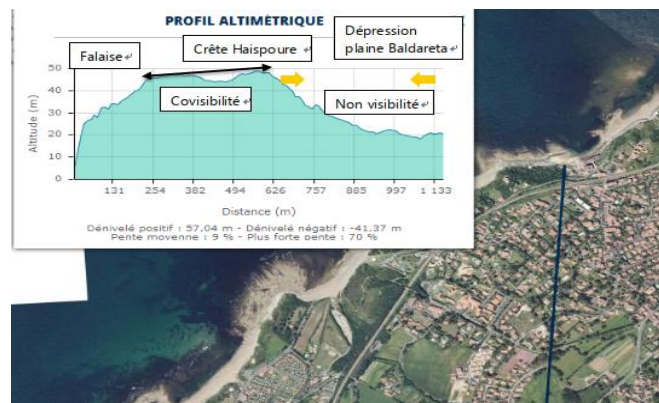 PROFIL ALTIMÉTRIQUE
Dépression
plaine Baldareta
Crête Haispoure
Falaise
Covisibilité
Non visibilité
Altitude (m)
50
40
30
20
10
0
131 254 382 494 626 757 885 997 1 133
Distance (m)
Dénivelé positif : 57,04 m - Dénivelé négatif : -41,37 m
Pente moyenne : 9 % - Plus forte pente : 70 %